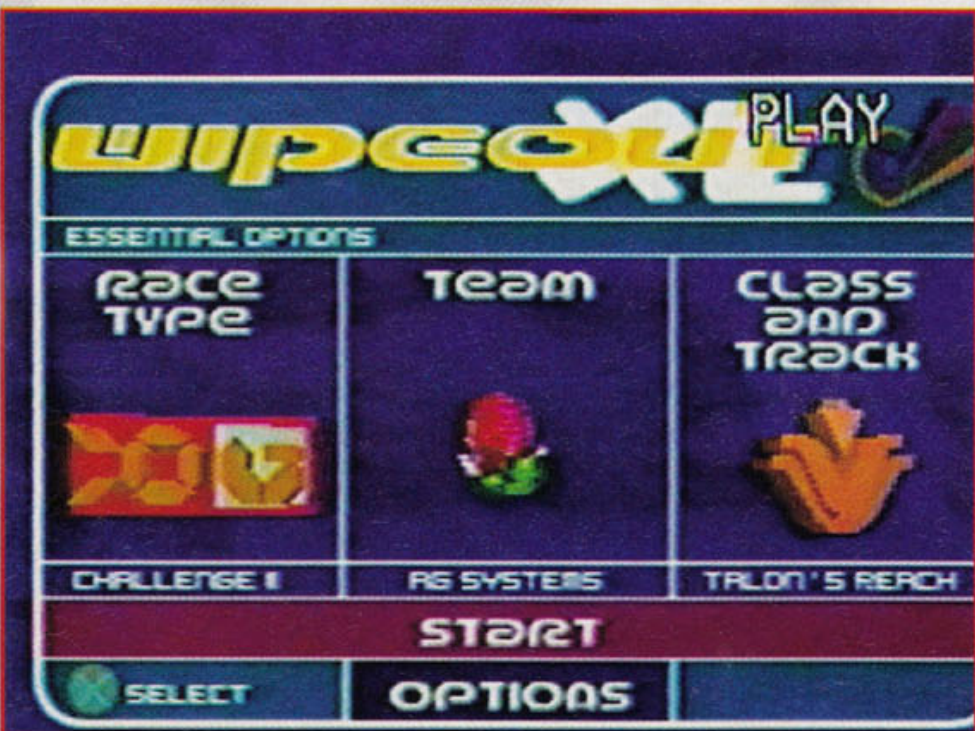 wipEout XL
PLAY
ESSENTIAL OPTIONS
RACE
TYPE
TEAM
CLASS
AND
TRACK
CHALLENGE I
AG SYSTEMS
TALON'S REACH
START
X SELECT
OPTIONS